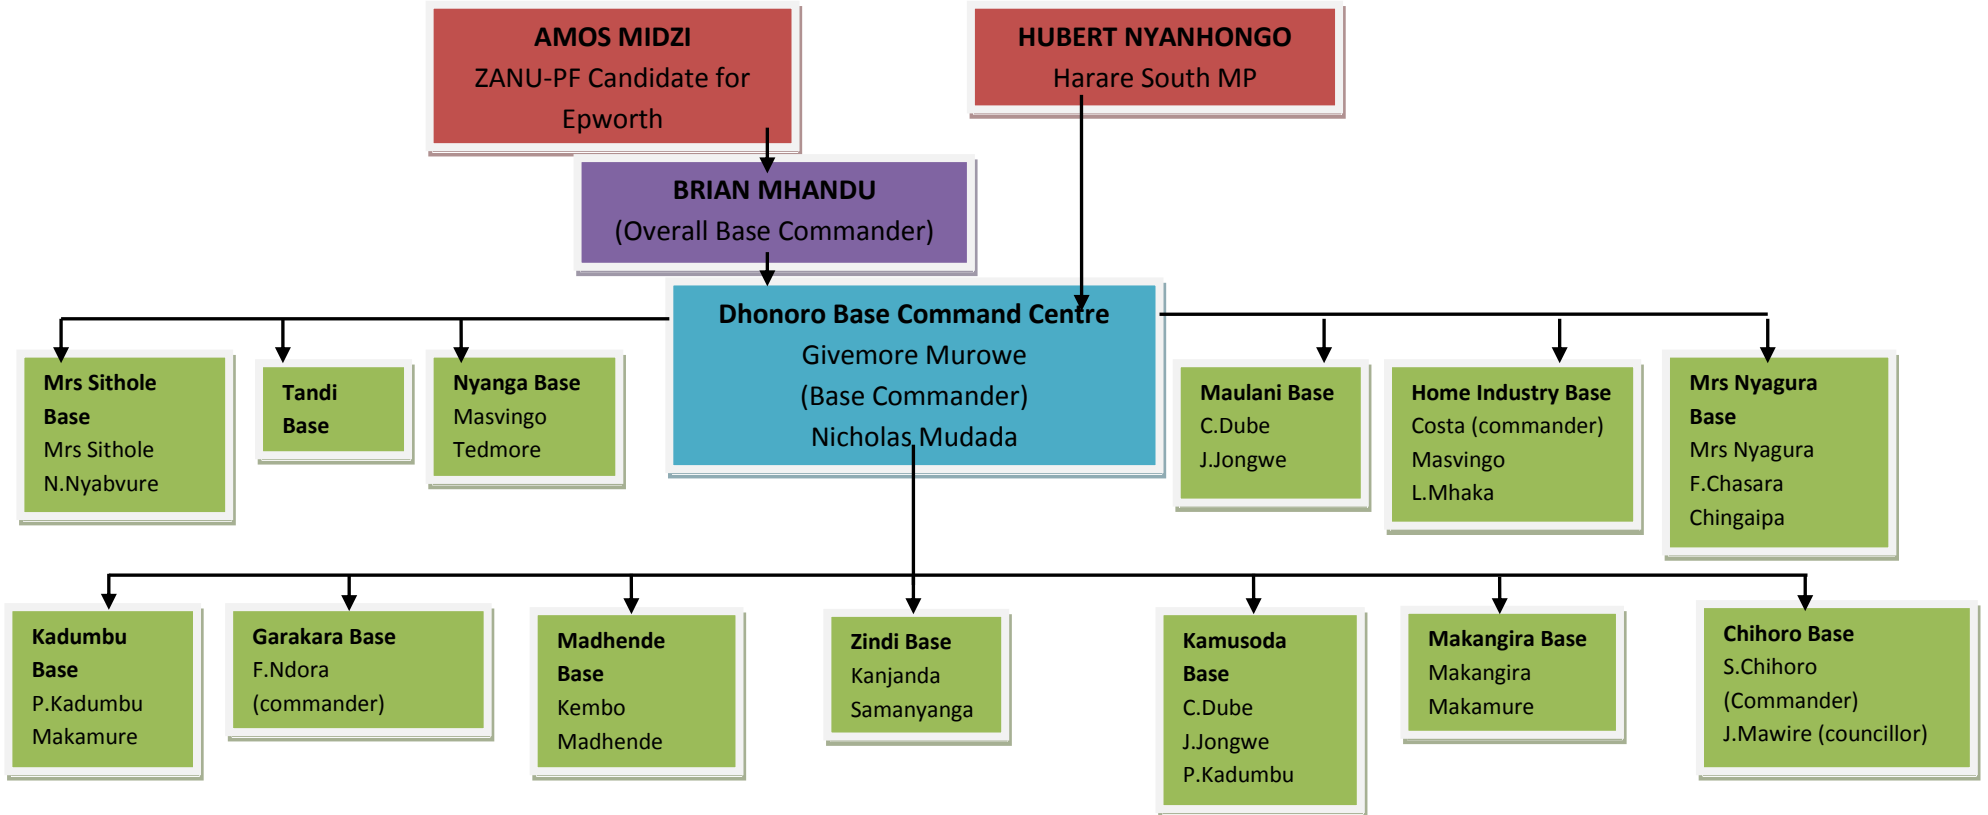 AMOS MIDZI
ZANU-PF Candidate for
Epworth
HUBERT NYANHONGO
Harare South MP
BRIAN MHANDU
(Overall Base Commander)
Dhonoro Base Command Centre
Givemore Murowe
(Base Commander)
Nicholas Mudada
Mrs Sithole
Base
Mrs Sithole
N.Nyabvure
Tandi
Base
Nyanga Base
Masvingo
Tedmore
Maulani Base
C.Dube
J.Jongwe
Home Industry Base
Costa (commander)
Masvingo
L.Mhaka
Mrs Nyagura
Base
Mrs Nyagura
F.Chasara
Chingaipa
Kadumbu
Base
P.Kadumbu
Makamure
Garakara Base
F.Ndora
(commander)
Madhende
Base
Kembo
Madhende
Zindi Base
Kanjanda
Samanyanga
Kamusoda
Base
C.Dube
J.Jongwe
P.Kadumbu
Makangira Base
Makangira
Makamure
Chihoro Base
S.Chihoro
(Commander)
J.Mawire (councillor)